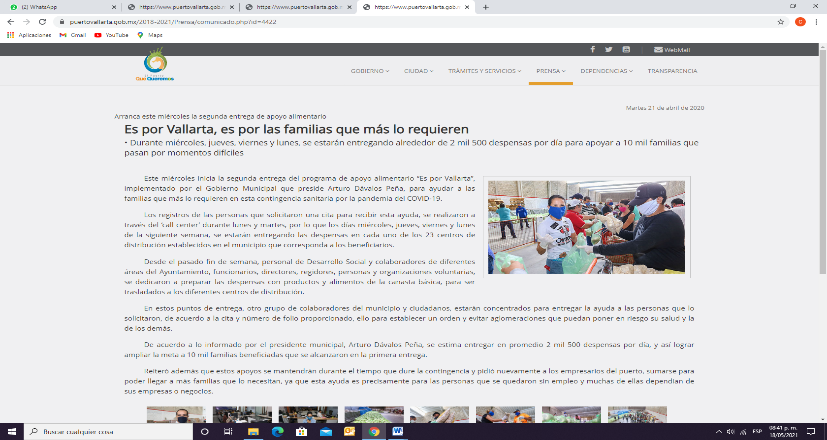 (2) WhatsApp
https://www.puertovallarta.gob.m
https://www.puertovallarta.gob.m
https://www.puertovallarta.gob.m
puertovallarta.gob.mx/2018-2021/Prensa/comunicado.php?id=4422
Aplicaciones Gmail YouTube Maps
WebMail
Que Queremos
GOBIERNO CIUDAD TRÁMITES Y SERVICIOS PRENSA DEPENDENCIAS TRANSPARENCIA
Martes 21 de abril de 2020
Arranca este miércoles la segunda entrega de apoyo alimentario
Es por Vallarta, es por las familias que más lo requieren
• Durante miércoles, jueves, viernes y lunes, se estarán entregando alrededor de 2 mil 500 despensas por día para apoyar a 10 mil familias que
pasan por momentos difíciles
Este miércoles inicia la segunda entrega del programa de apoyo alimentario “Es por Vallarta”,
implementado por el Gobierno Municipal que preside Arturo Dávalos Peña, para ayudar a las
familias que más lo requieren en esta contingencia sanitaria por la pandemia del COVID-19.
Los registros de las personas que solicitaron una cita para recibir esta ayuda, se realizaron a
través del ‘call center’ durante lunes y martes, por lo que los días miércoles, jueves, viernes y lunes
de la siguiente semana, se estarán entregando las despensas en cada uno de los 23 centros de
distribución establecidos en el municipio que corresponda a los beneficiarios.
Desde el pasado fin de semana, personal de Desarrollo Social y colaboradores de diferentes
áreas del Ayuntamiento, funcionarios, directores, regidores, personas y organizaciones voluntarias,
se dedicaron a preparar las despensas con productos y alimentos de la canasta básica, para ser
trasladados a los diferentes centros de distribución.
En estos puntos de entrega, otro grupo de colaboradores del municipio y ciudadanos, estarán concentrados para entregar la ayuda a las personas que lo
solicitaron, de acuerdo a la cita y número de folio proporcionado, ello para establecer un orden y evitar aglomeraciones que puedan poner en riesgo su salud y la
de los demás.
De acuerdo a lo informado por el presidente municipal, Arturo Dávalos Peña, se estima entregar en promedio 2 mil 500 despensas por día, y así lograr
ampliar la meta a 10 mil familias beneficiadas que se alcanzaron en la primera entrega.
Reiteró además que estos apoyos se mantendrán durante el tiempo que dure la contingencia y pidió nuevamente a los empresarios del puerto, sumarse para
poder llegar a más familias que lo necesitan, ya que esta ayuda es precisamente para las personas que se quedaron sin empleo y muchas de ellas dependían de
sus empresas o negocios.
Buscar cualquier cosa
ESP
08:41 p. m.
18/05/2021